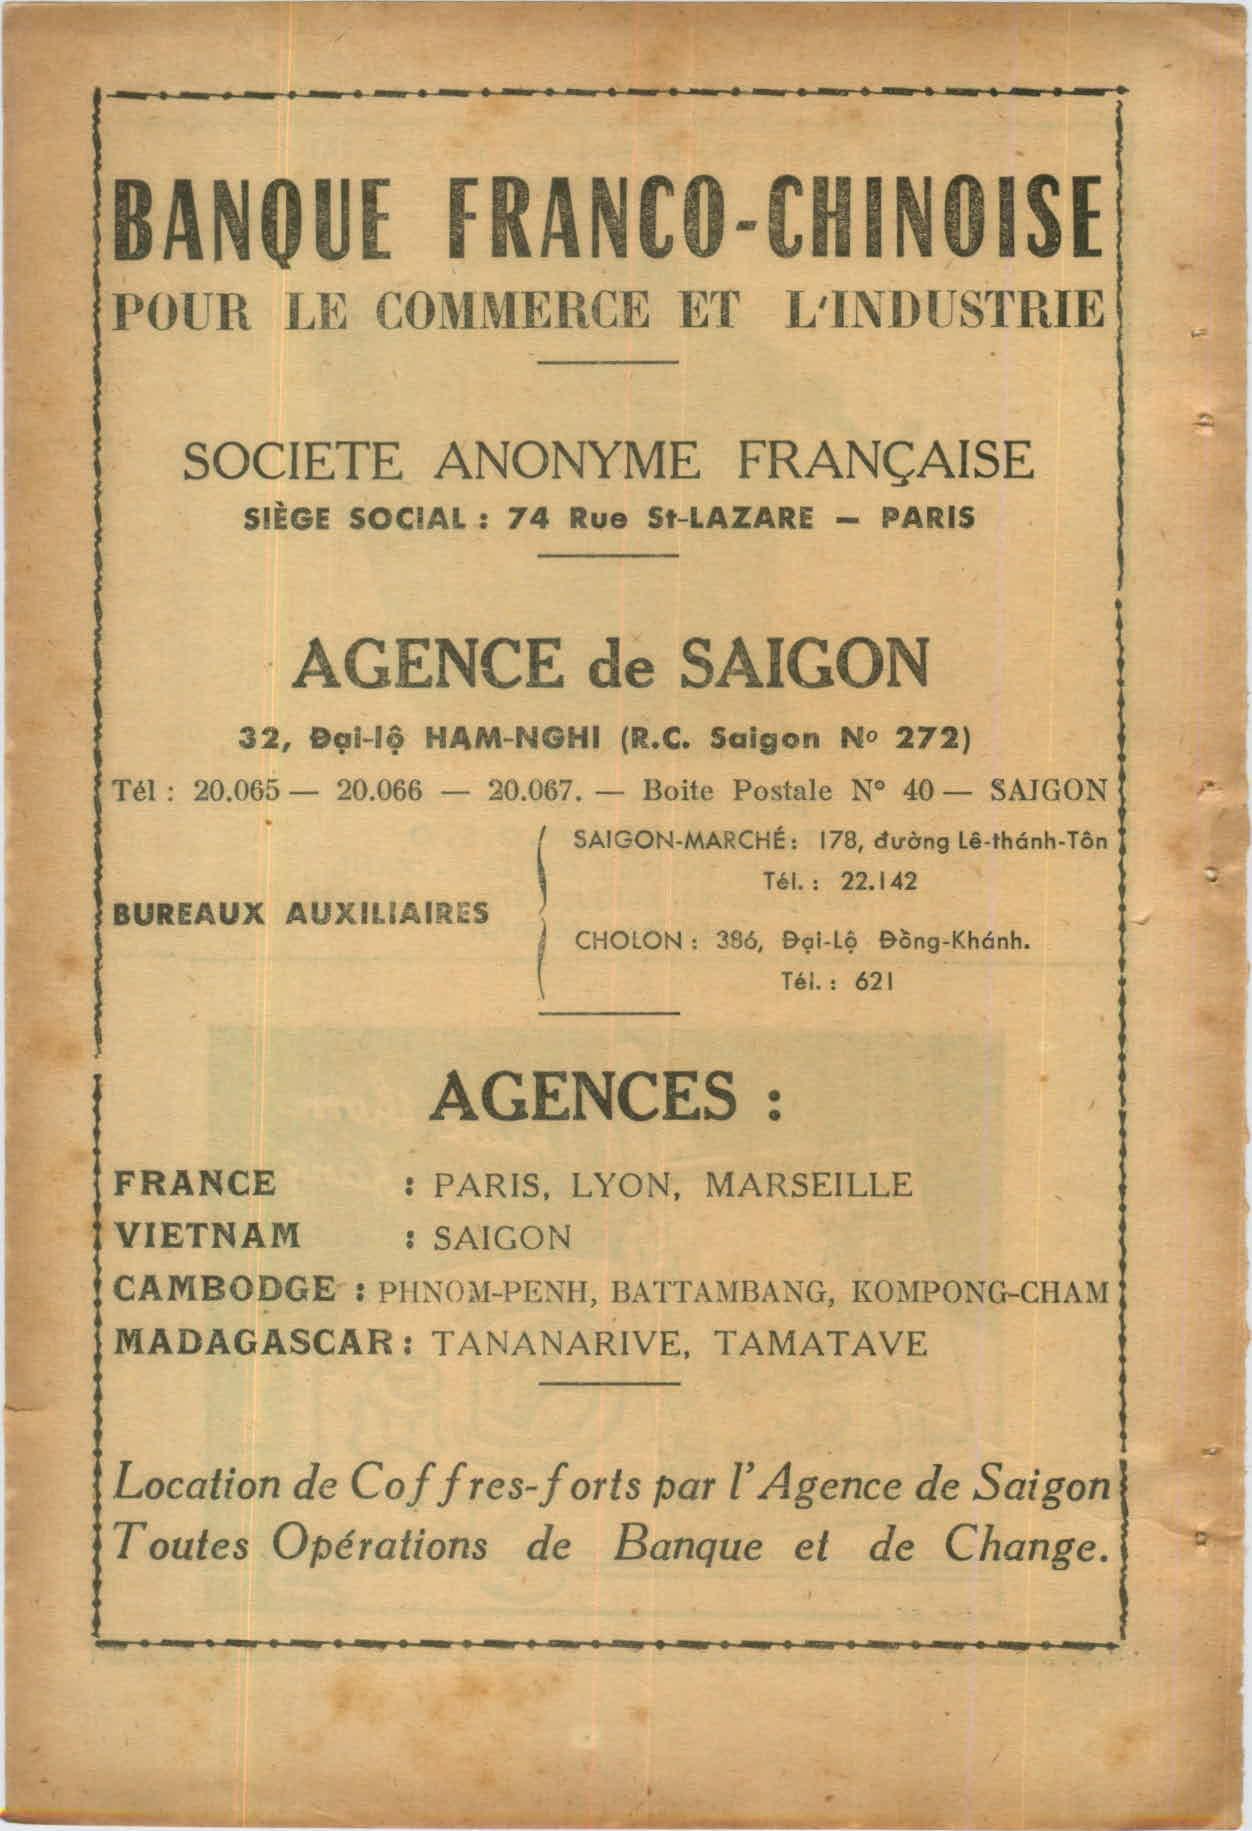 BANQUE FRANCO-CHINOISE
POUR LE COMMERCE ET L'INDUSTRIE
SOCIETE ANONYME FRANÇAISE
SIÈGE SOCIAL : 74 Rue St-LAZARE — PARIS
AGENCE de SAIGON
32, Đại-lộ HAM-NGHI (R.C. Saigon Nº 272)
Tél : 20.065 — 20.066 — 20.067. — Boite Postale N° 40 — SAIGON
SAIGON-MARCHÉ : 178, đường Lê-thánh-Tôn
Tél. : 22.142
BUREAUX AUXILIAIRES
CHOLON : 386, Đại-Lộ Đồng-Khánh.
Tél. : 621
AGENCES :
FRANCE : PARIS, LYON, MARSEILLE
VIETNAM : SAIGON
CAMBODGE : PHNOM-PENH, BATTAMBANG, KOMPONG-CHAM
MADAGASCAR : TANANARIVE, TAMATAVE
Location de Coffres-forts par l'Agence de Saigon
Toutes Opérations de Banque et de Change.